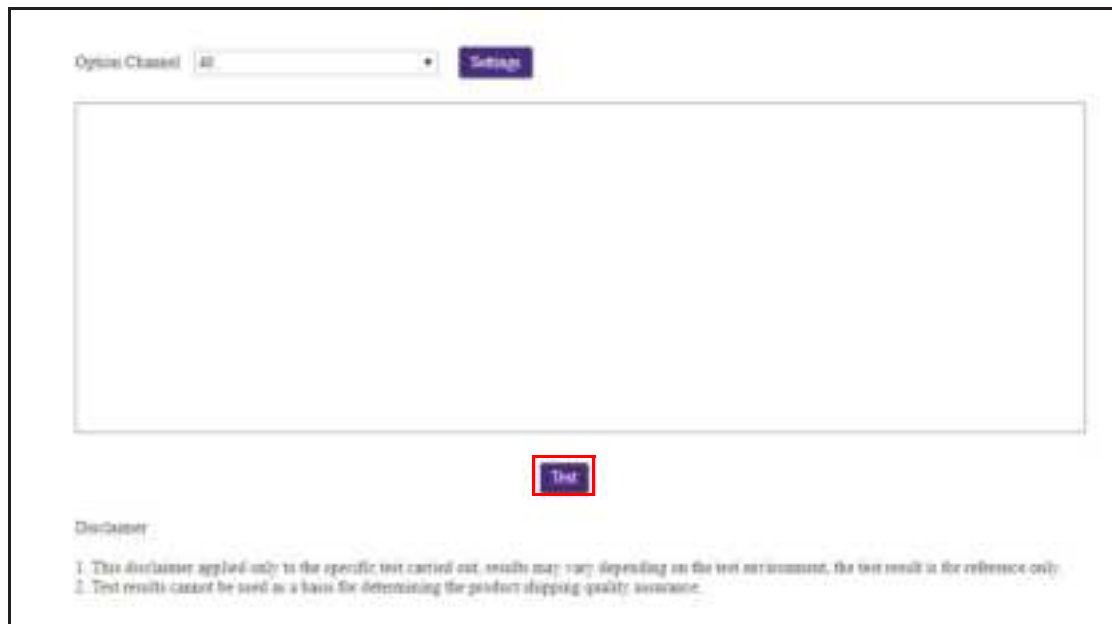 Option Channel 40 Settings
Test
Disclaimer
1. This disclaimer applied only to the specific test carried out, results may vary depending on the test environment, the test result is for reference only.
2. Test results cannot be used as a basis for determining the product shipping quality assurance.